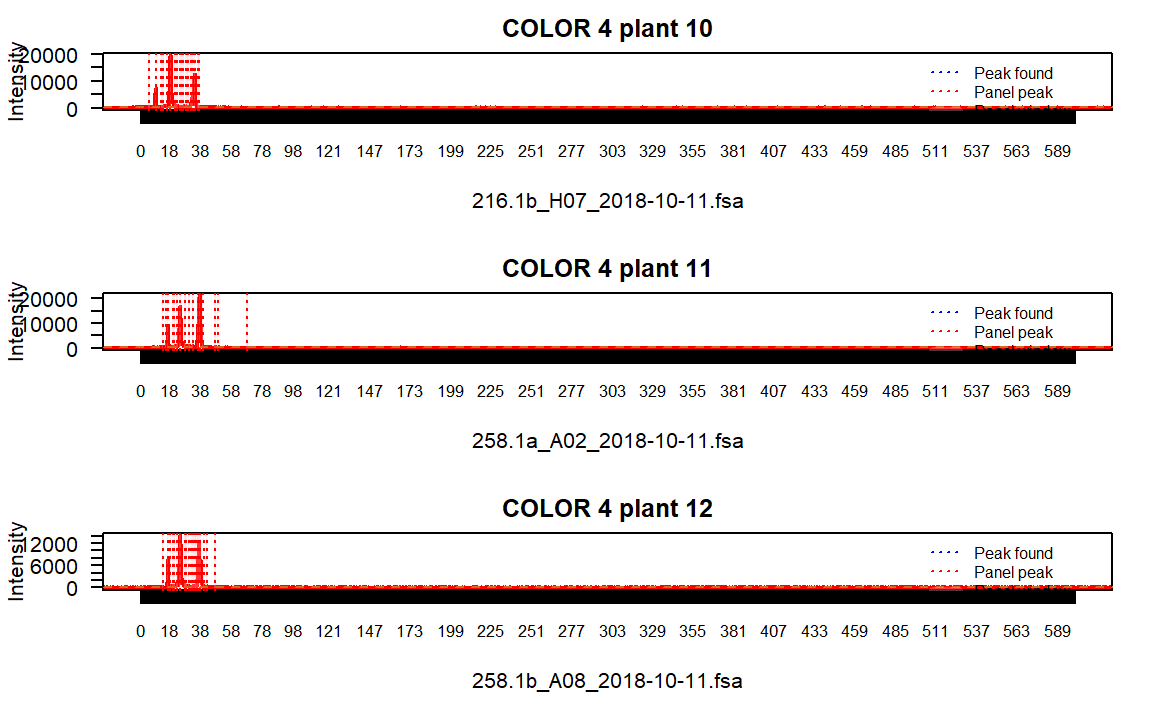 COLOR 4 plant 10
Intensity
20000
10000
0
Peak found
Panel peak
0 18 38 58 78 98 121 147 173 199 225 251 277 303 329 355 381 407 433 459 485 511 537 563 589
216.1b_H07_2018-10-11.fsa
COLOR 4 plant 11
Intensity
20000
10000
0
Peak found
Panel peak
0 18 38 58 78 98 121 147 173 199 225 251 277 303 329 355 381 407 433 459 485 511 537 563 589
258.1a_A02_2018-10-11.fsa
COLOR 4 plant 12
Intensity
12000
6000
0
Peak found
Panel peak
0 18 38 58 78 98 121 147 173 199 225 251 277 303 329 355 381 407 433 459 485 511 537 563 589
258.1b_A08_2018-10-11.fsa